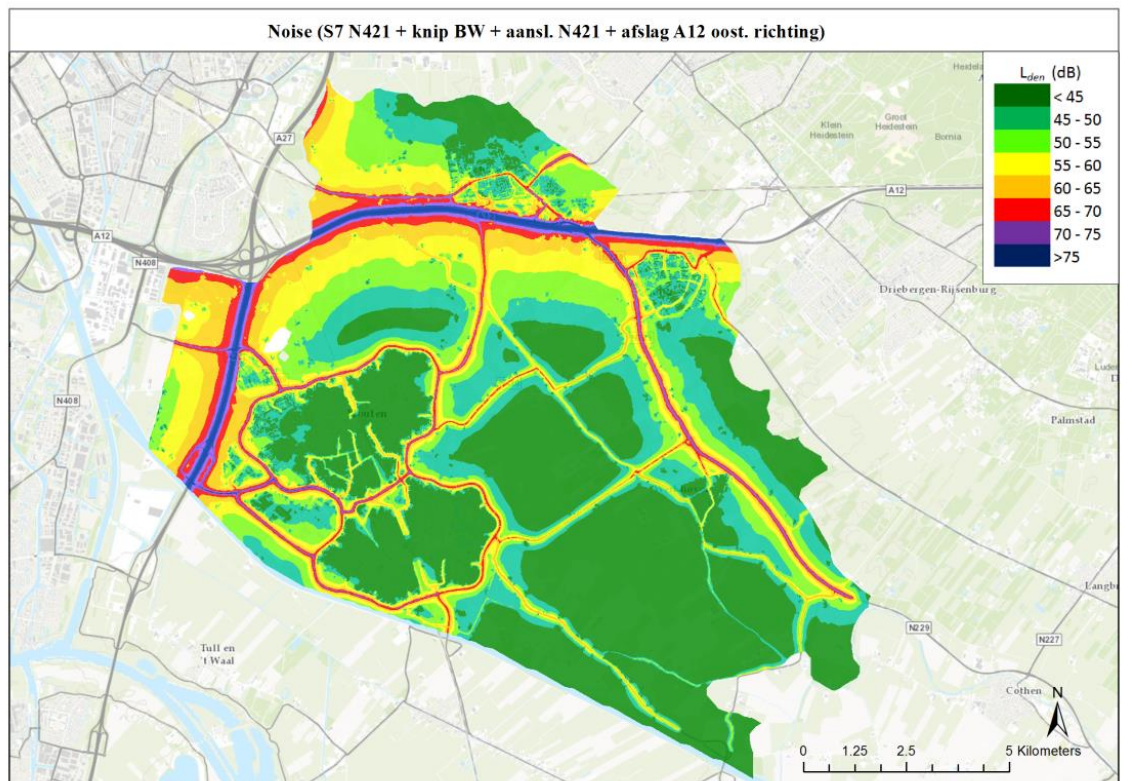 Noise (S7 N421 + knip BW + aansl. N421 + afslag A12 oost. richting)
L den (dB)
< 45
45 - 50
50 - 55
55 - 60
60 - 65
65 - 70
70 - 75
>75
Klein
Heidestein
Groot
Heidestein
Bornia
A27
A12
A12
N408
Driebergen-Rijsenburg
N408
Palmstad
Tull en
't Waal
N229
N227
Cothen
N
0 1.25 2.5 5 Kilometers